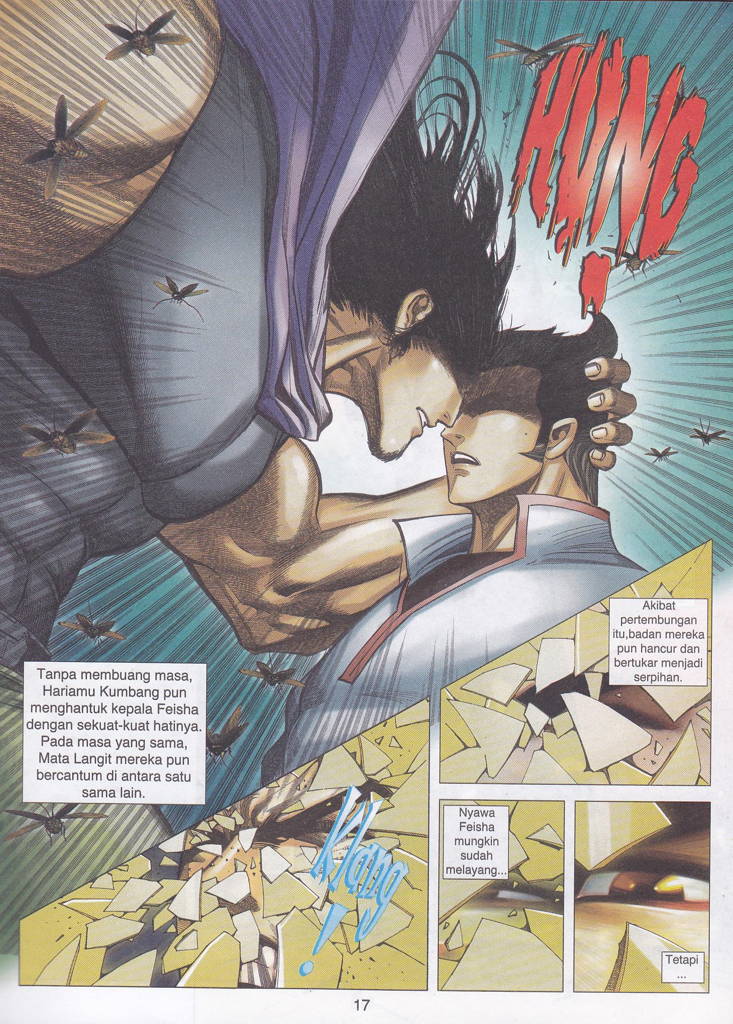 HUNG
!
Tanpa membuang masa,
Hariamu Kumbang pun
menghantuk kepala Feisha
dengan sekuat-kuat hatinya.
Pada masa yang sama,
Mata Langit mereka pun
bercantum di antara satu
sama lain.
Akibat
pertembungan
itu,badan mereka
pun hancur dan
bertukar menjadi
serpihan.
Klang
!
Nyawa
Feisha
mungkin
sudah
melayang...
Tetapi
...
17